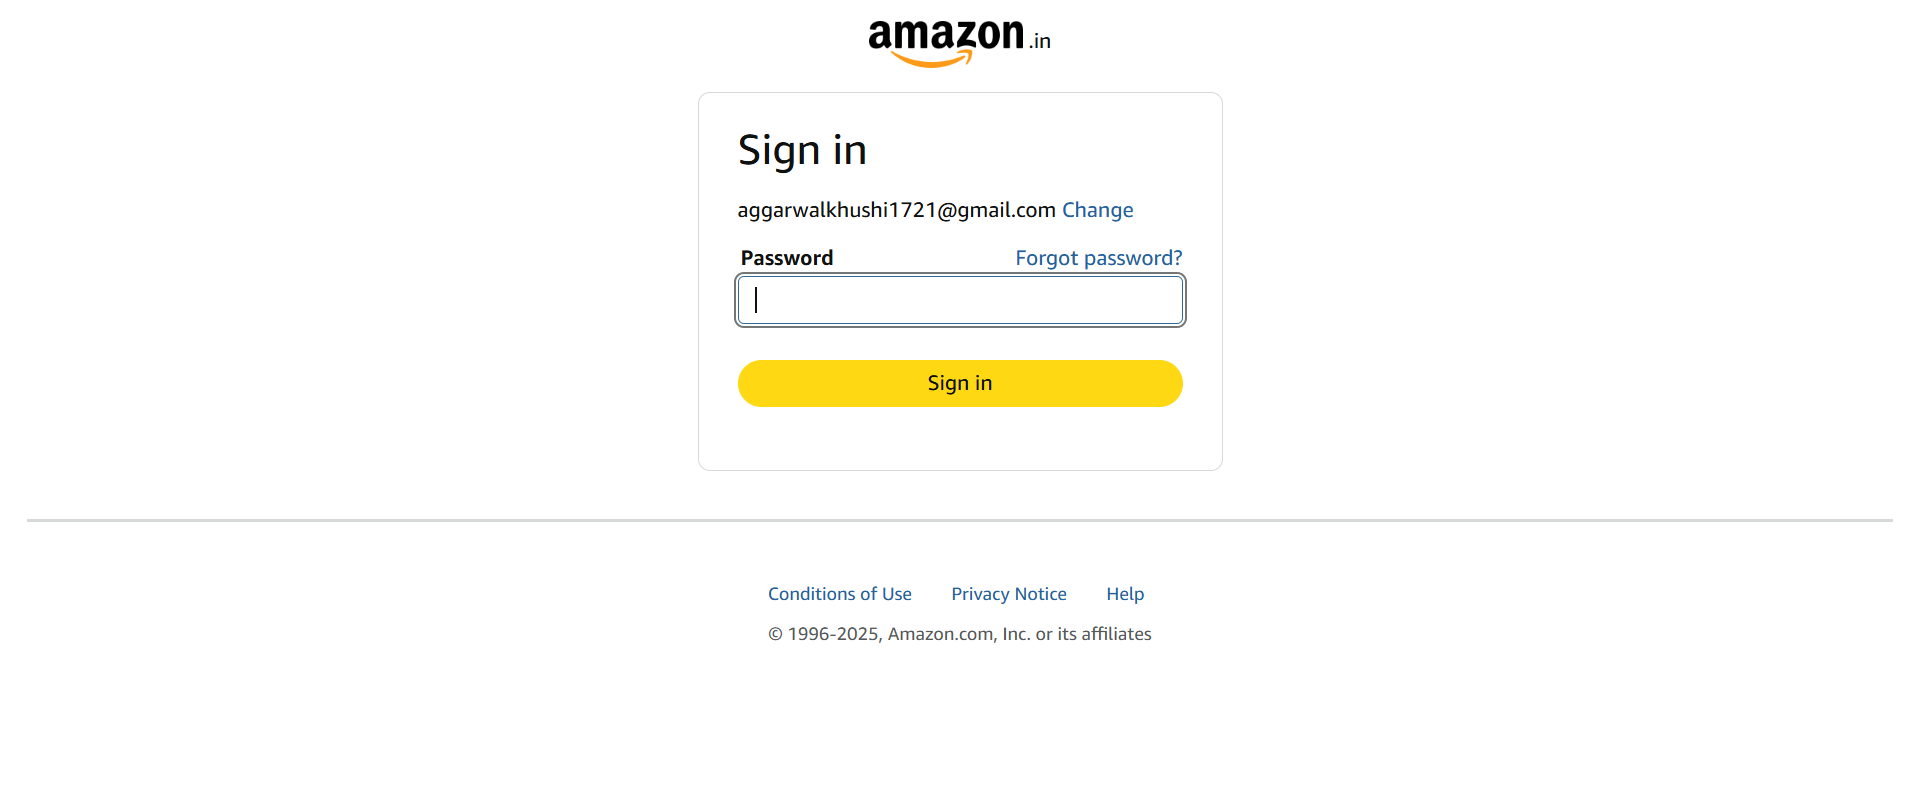 amazon.in
Sign in
aggarwalkhushi1721@gmail.com Change
Password Forgot password?
Sign in
Conditions of Use Privacy Notice Help
© 1996-2025, Amazon.com, Inc. or its affiliates